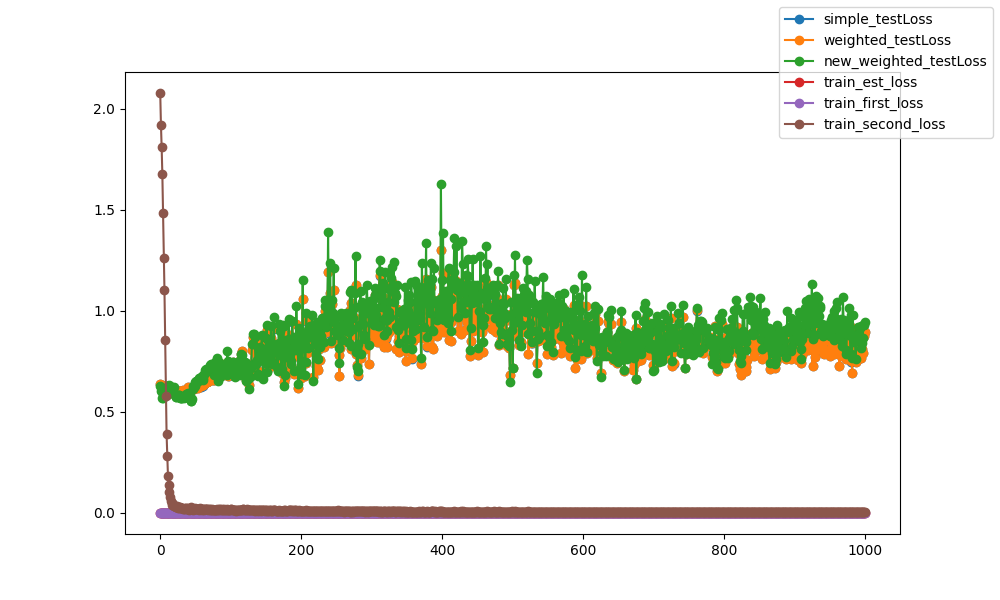 simple_testLoss
weighted_testLoss
new_weighted_testLoss
train_est_loss
train_first_loss
train_second_loss
2.0
1.5
1.0
0.5
0.0
0
200
400
600
800
1000